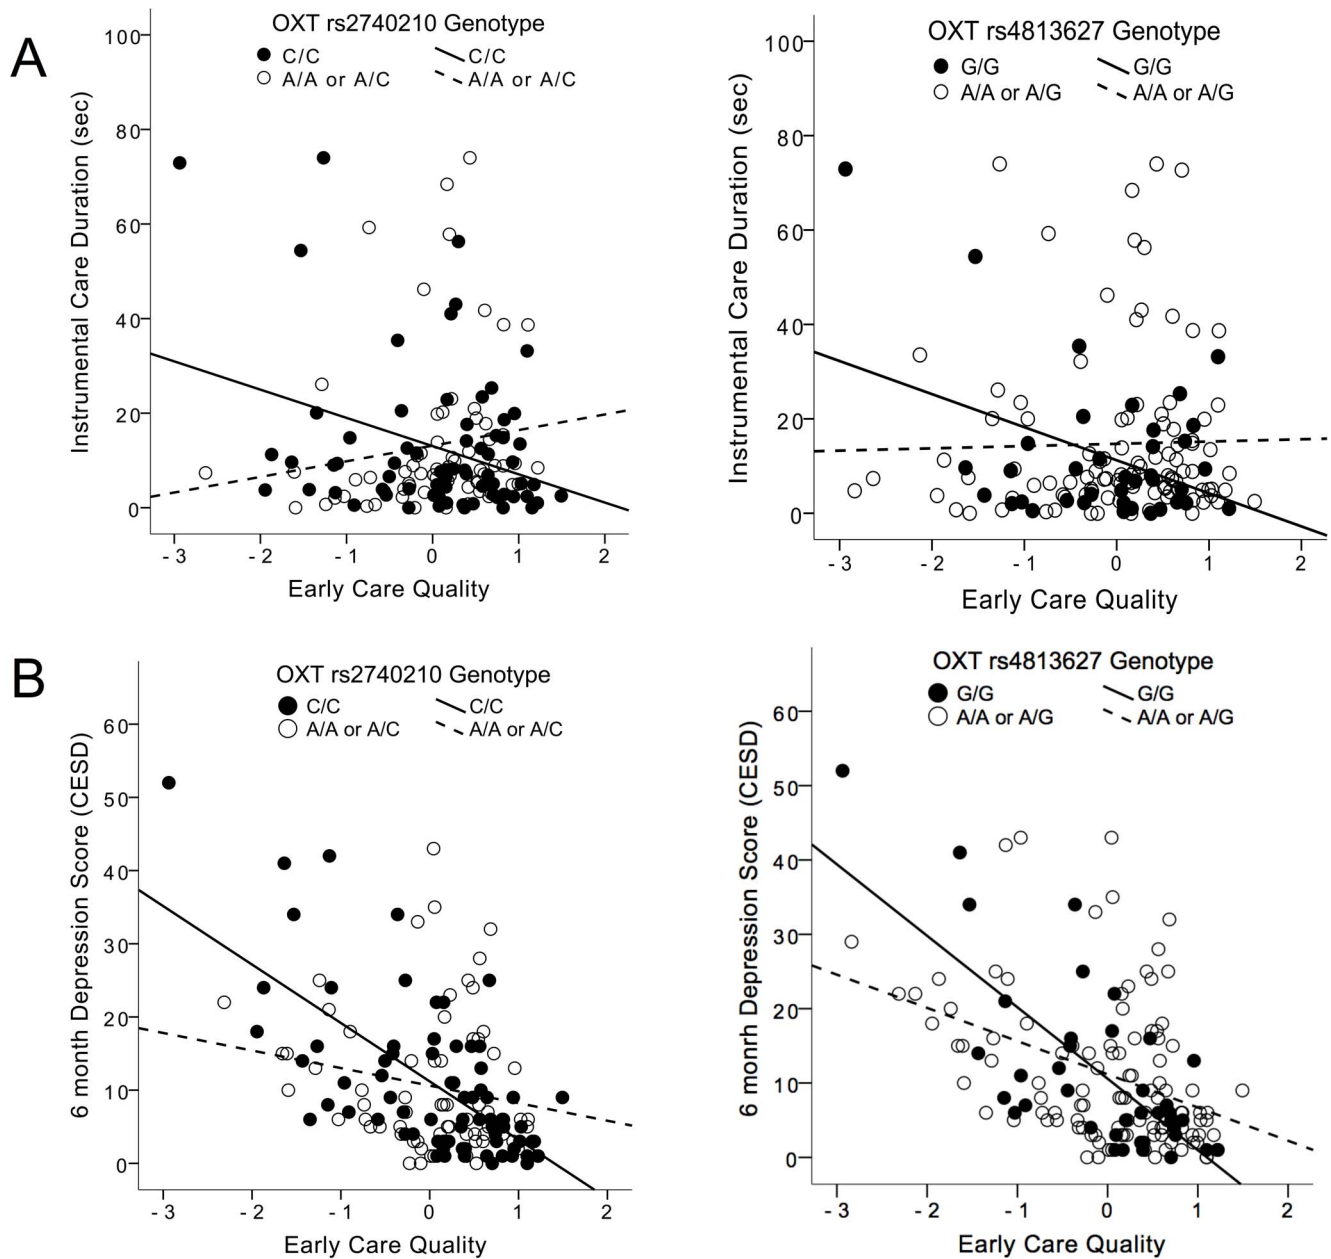 A
OXT rs2740210 Genotype
C/C C/C
A/A or A/C A/A or A/C
Instrumental Care Duration (sec)
100
80
60
40
20
0
- 3 - 2 - 1 0 1 2
Early Care Quality
OXT rs4813627 Genotype
G/G G/G
A/A or A/G A/A or A/G
Instrumental Care Duration (sec)
100
80
60
40
20
0
- 3 - 2 - 1 0 1 2
Early Care Quality
B
OXT rs2740210 Genotype
C/C C/C
A/A or A/C A/A or A/C
6 month Depression Score (CESD)
60
50
40
30
20
10
0
- 3 - 2 - 1 0 1 2
Early Care Quality
OXT rs4813627 Genotype
G/G G/G
A/A or A/G A/A or A/G
6 monrh Depression Score (CESD)
60
50
40
30
20
10
0
- 3 - 2 - 1 0 1 2
Early Care Quality